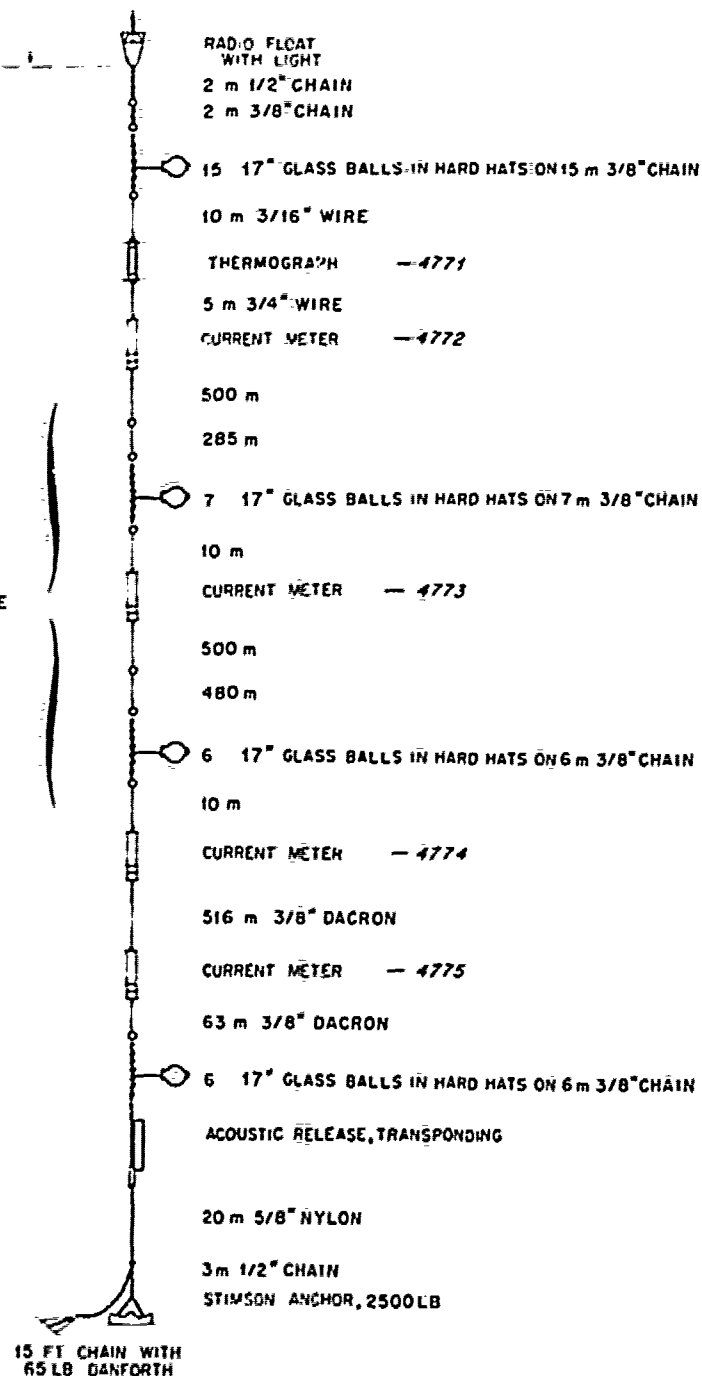 RADIO FLOAT
WITH LIGHT
2 m 1/2" CHAIN
2 m 3/8" CHAIN
15 17" GLASS BALLS IN HARD HATS ON 15 m 3/8" CHAIN
10 m 3/16" WIRE
THERMOGRAPH — 4771
5 m 3/4" WIRE
CURRENT METER — 4772
500 m
285 m
7 17" GLASS BALLS IN HARD HATS ON 7 m 3/8" CHAIN
10 m
CURRENT METER — 4773
E
500 m
480 m
6 17" GLASS BALLS IN HARD HATS ON 6 m 3/8" CHAIN
10 m
CURRENT METER — 4774
516 m 3/8" DACRON
CURRENT METER — 4775
63 m 3/8" DACRON
6 17" GLASS BALLS IN HARD HATS ON 6 m 3/8" CHAIN
ACOUSTIC RELEASE, TRANSPONDING
20 m 5/8" NYLON
3m 1/2" CHAIN
STIMSON ANCHOR, 2500 LB
15 FT CHAIN WITH
65 LB DANFORTH